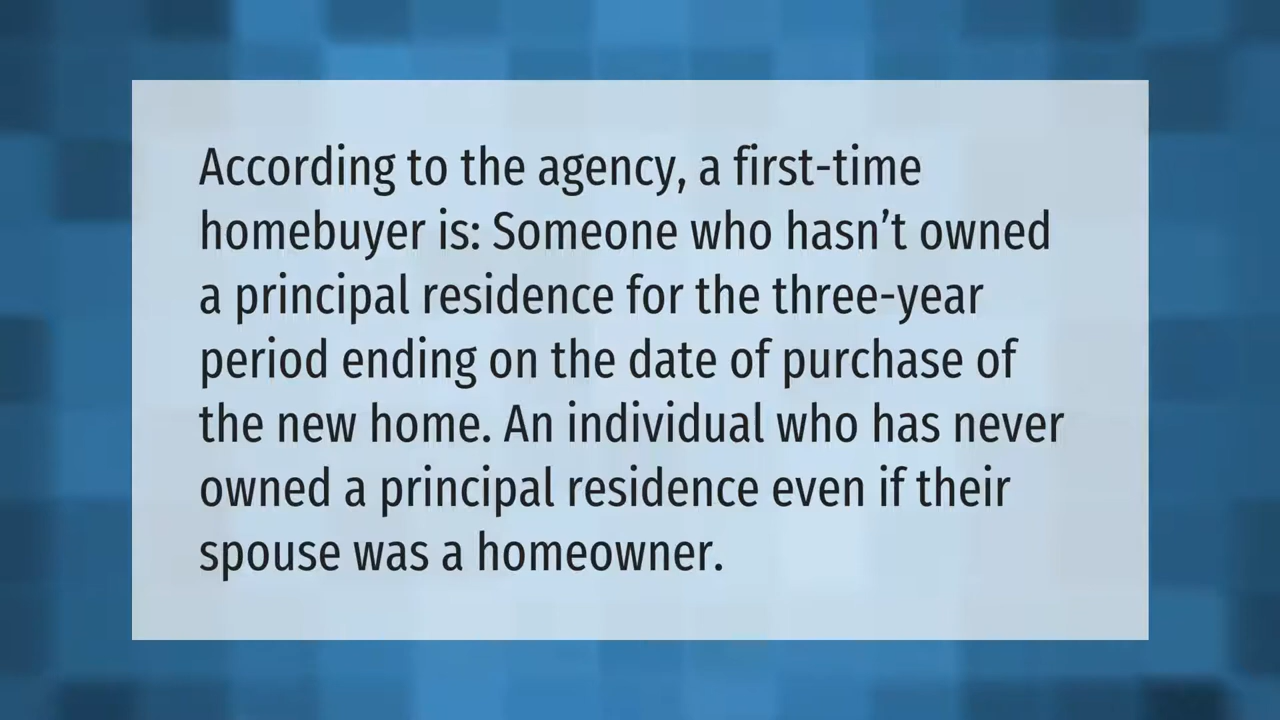 According to the agency, a first-time
homebuyer is: Someone who hasn’t owned
a principal residence for the three-year
period ending on the date of purchase of
the new home. An individual who has never
owned a principal residence even if their
spouse was a homeowner.